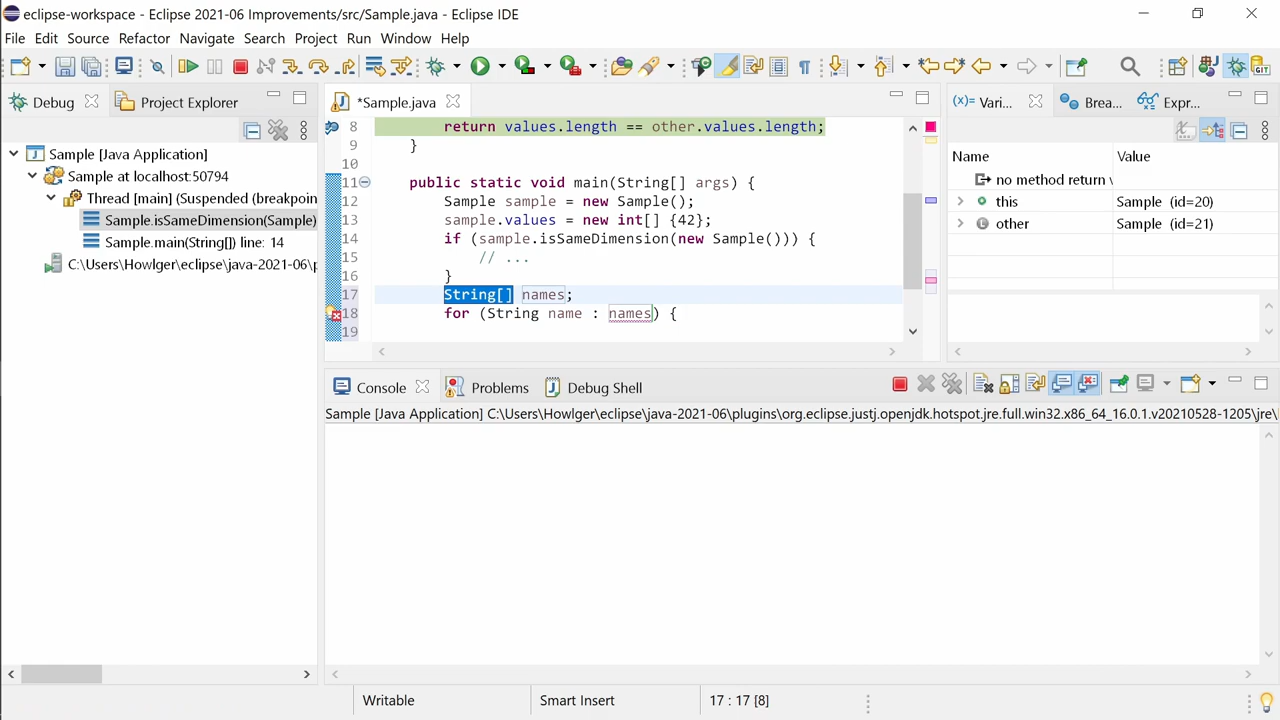 eclipse-workspace - Eclipse 2021-06 Improvements/src/Sample.java - Eclipse IDE
File Edit Source Refactor Navigate Search Project Run Window Help
Debug Project Explorer
Sample [Java Application]
Sample at localhost:50794
Thread [main] (Suspended (breakpoin
Sample.isSameDimension(Sample)
Sample.main(String[]) line: 14
C:\Users\Howlger\eclipse\java-2021-06\p
*Sample.java
8 return values.length == other.values.length;
9 }
10
11 public static void main(String[] args) {
12 Sample sample = new Sample();
13 sample.values = new int[] {42};
14 if (sample.isSameDimension(new Sample())) {
15 // ...
16 }
17 String[] names;
18 for (String name : names) {
19
(x)= Vari... Brea... Expr...
Name Value
no method return v
this Sample (id=20)
other Sample (id=21)
Console Problems Debug Shell
Sample [Java Application] C:\Users\Howlger\eclipse\java-2021-06\plugins\org.eclipse.justj.openjdk.hotspot.jre.full.win32.x86_64_16.0.1.v20210528-1205\jre\
Writable Smart Insert 17 : 17 [8]